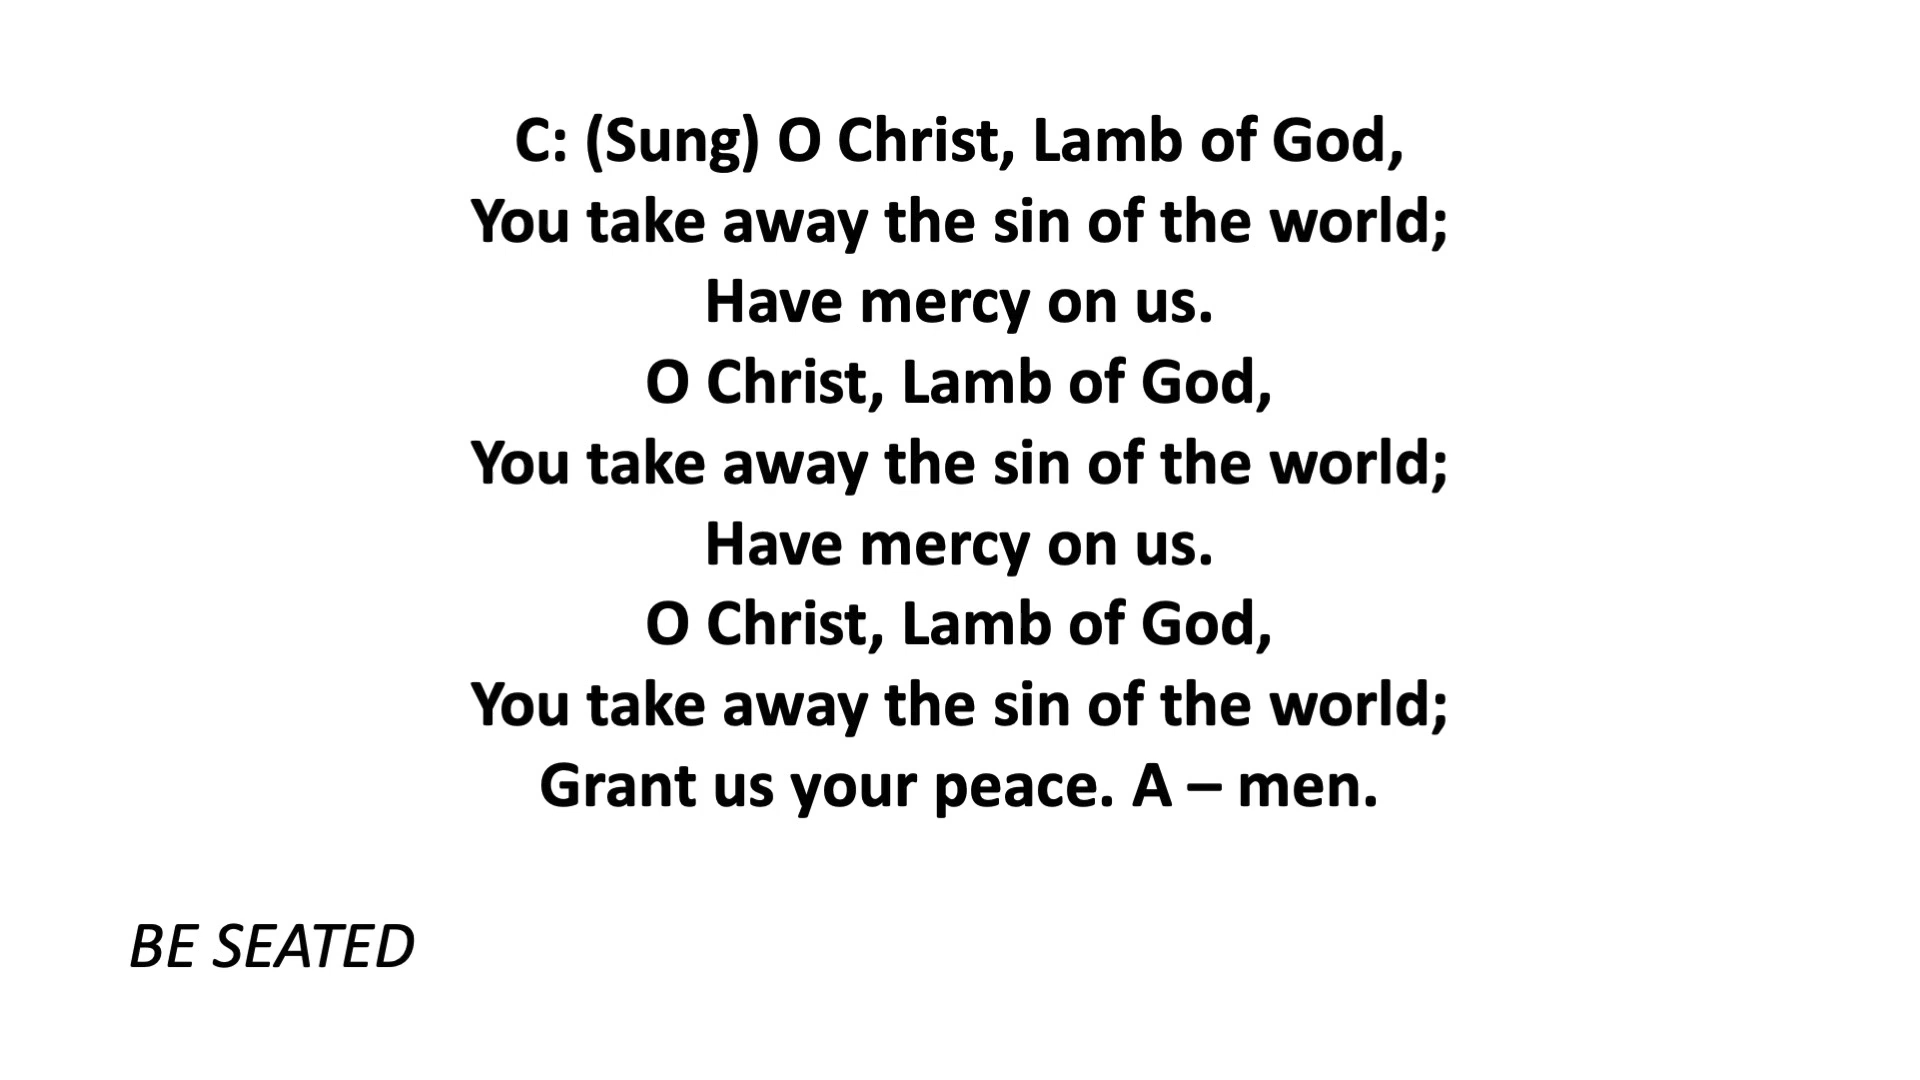 C: (Sung) O Christ, Lamb of God,
You take away the sin of the world;
Have mercy on us.
O Christ, Lamb of God,
You take away the sin of the world;
Have mercy on us.
O Christ, Lamb of God,
You take away the sin of the world;
Grant us your peace. A – men.
BE SEATED